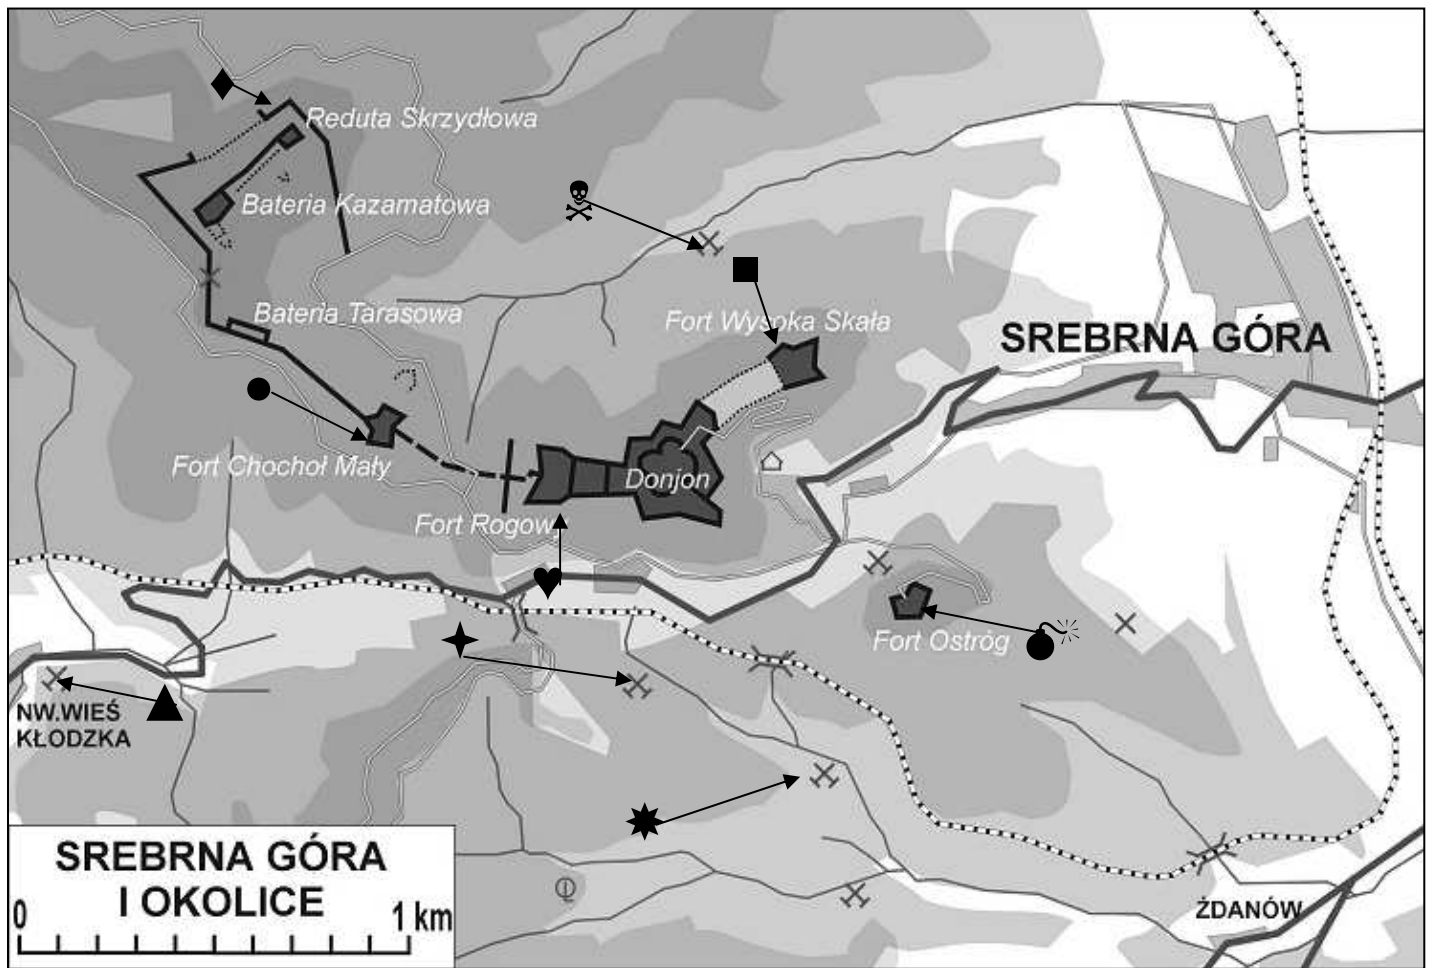 Reduta Skrzydłowa
Bateria Kazamatowa
Bateria Tarasowa
Fort Wysoka Skała
SREBRNA GÓRA
Fort Chochoł Mały
Donjon
Fort Rogowy
Fort Ostróg
NW.WIEŚ
KŁODZKA
SREBRNA GÓRA
I OKOLICE
0 1 km
ŻDANÓW